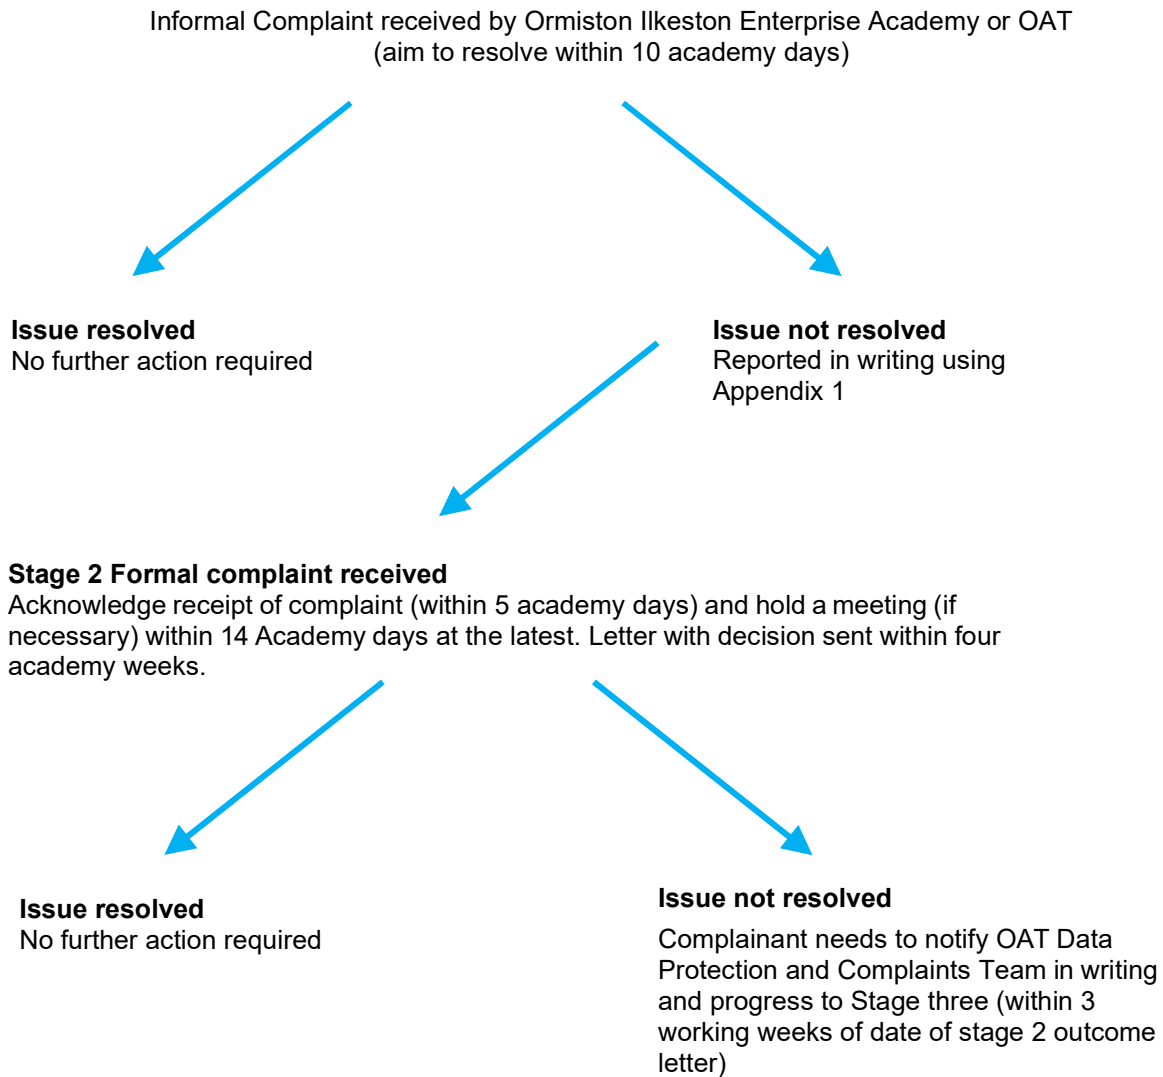 Informal Complaint received by Ormiston Ilkeston Enterprise Academy or OAT
(aim to resolve within 10 academy days)
Issue resolved
No further action required
Issue not resolved
Reported in writing using
Appendix 1
Stage 2 Formal complaint received
Acknowledge receipt of complaint (within 5 academy days) and hold a meeting (if
necessary) within 14 Academy days at the latest. Letter with decision sent within four
academy weeks.
Issue resolved
No further action required
Issue not resolved
Complainant needs to notify OAT Data
Protection and Complaints Team in writing
and progress to Stage three (within 3
working weeks of date of stage 2 outcome
letter)